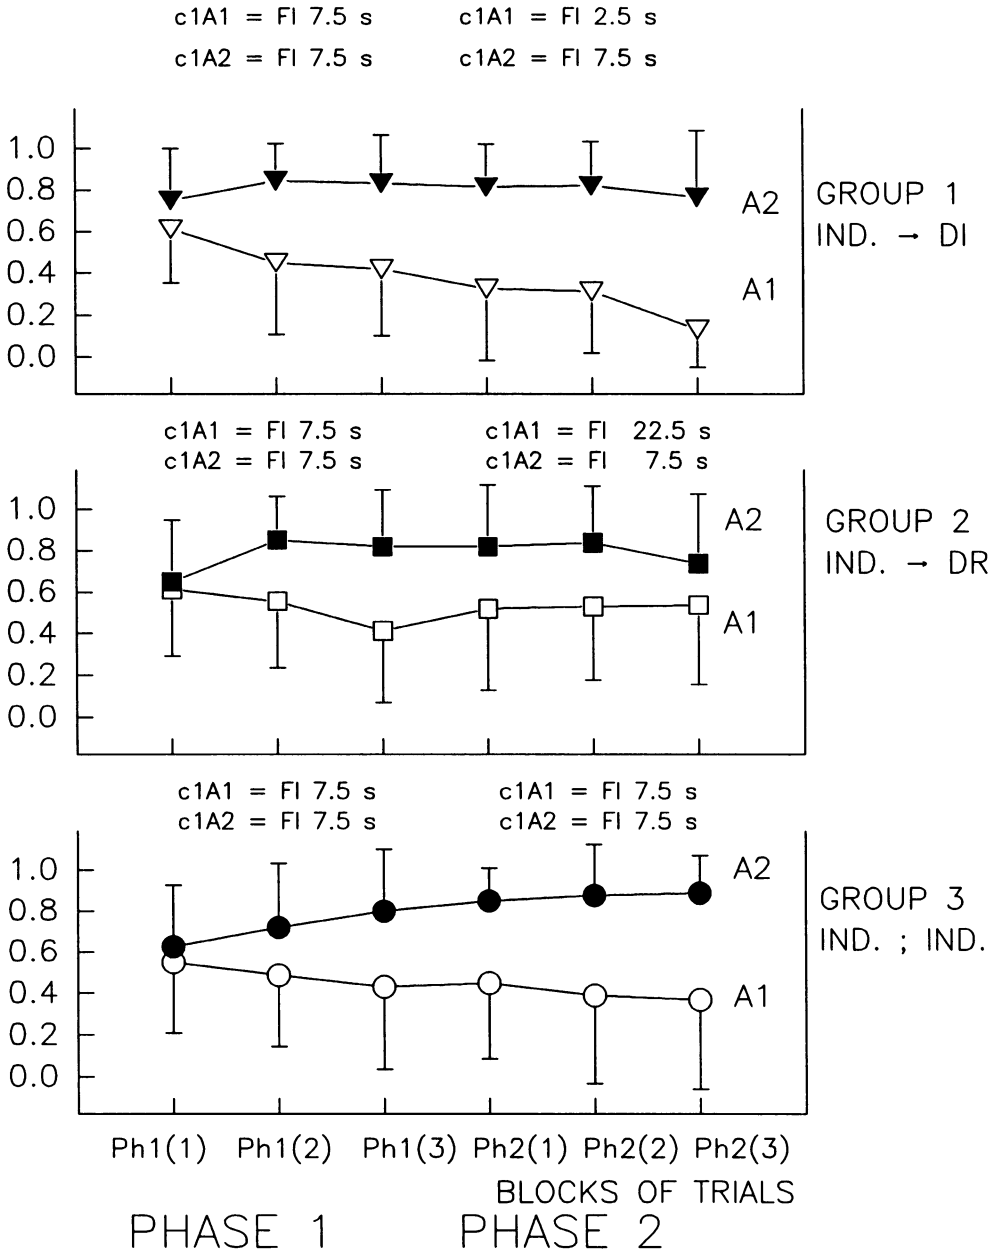 c1A1 = FI 7.5 s c1A1 = FI 2.5 s
c1A2 = FI 7.5 s c1A2 = FI 7.5 s
1.0
0.8
0.6
0.4
0.2
0.0
A2
A1
GROUP 1
IND. → DI
c1A1 = FI 7.5 s c1A1 = FI 22.5 s
c1A2 = FI 7.5 s c1A2 = FI 7.5 s
1.0
0.8
0.6
0.4
0.2
0.0
A2
A1
GROUP 2
IND. → DR
c1A1 = FI 7.5 s c1A1 = FI 7.5 s
c1A2 = FI 7.5 s c1A2 = FI 7.5 s
1.0
0.8
0.6
0.4
0.2
0.0
A2
A1
GROUP 3
IND. ; IND.
Ph1(1) Ph1(2) Ph1(3) Ph2(1) Ph2(2) Ph2(3)
BLOCKS OF TRIALS
PHASE 1 PHASE 2